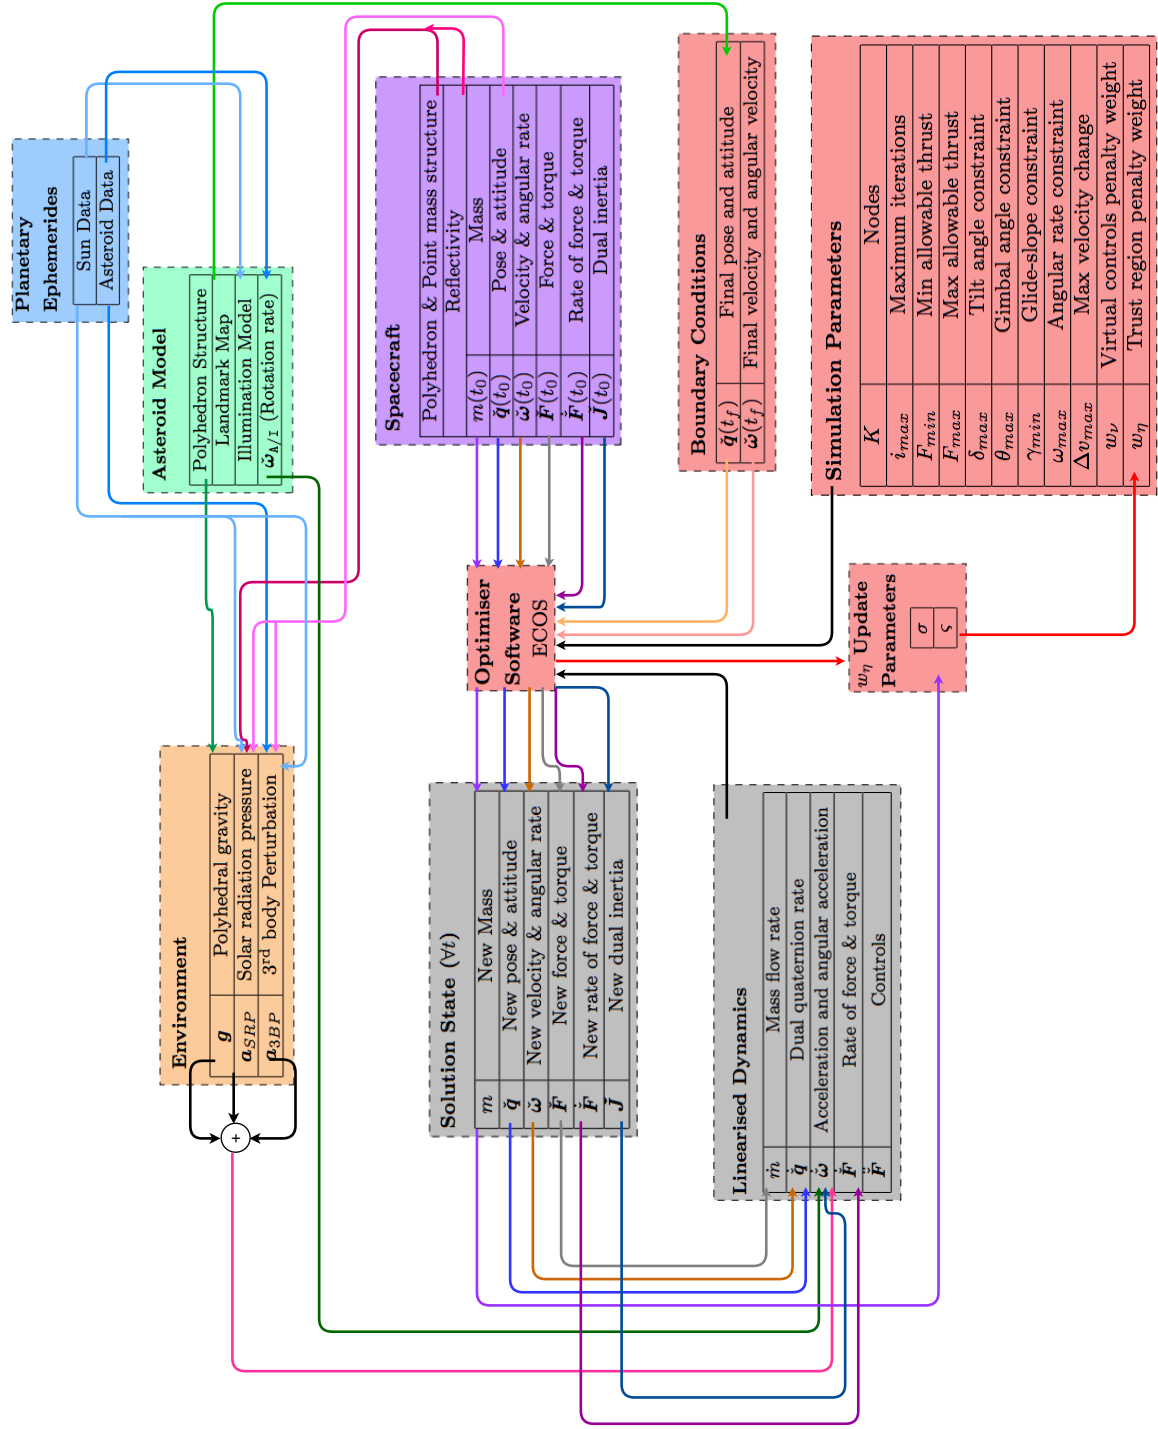 Planetary
Ephemerides
Sun Data
Asteroid Data
Asteroid Model
Polyhedron Structure
Landmark Map
Illumination Model
ω̆_A/I (Rotation rate)
Environment
g Polyhedral gravity
a_SRP Solar radiation pressure
a_3BP 3rd body Perturbation
+
Spacecraft
Polyhedron & Point mass structure
Reflectivity
m(t0) Mass
q̆(t0) Pose & attitude
ω̆(t0) Velocity & angular rate
F̆(t0) Force & torque
F̆̇(t0) Rate of force & torque
J̆(t0) Dual inertia
Optimiser
Software
ECOS
Solution State (∀t)
m New Mass
q̆ New pose & attitude
ω̆ New velocity & angular rate
F̆ New force & torque
F̆̇ New rate of force & torque
J̆ New dual inertia
Boundary Conditions
q̆(tf) Final pose and attitude
ω̆(tf) Final velocity and angular velocity
Linearised Dynamics
ṁ Mass flow rate
q̆̇ Dual quaternion rate
ω̆̇ Acceleration and angular acceleration
F̆̇ Rate of force & torque
F̆̈ Controls
Simulation Parameters
K Nodes
i_max Maximum iterations
F_min Min allowable thrust
F_max Max allowable thrust
δ_max Tilt angle constraint
θ_max Gimbal angle constraint
γ_min Glide-slope constraint
ω_max Angular rate constraint
Δv_max Max velocity change
w_ν Virtual controls penalty weight
w_η Trust region penalty weight
w_η Update
Parameters
σ
ς